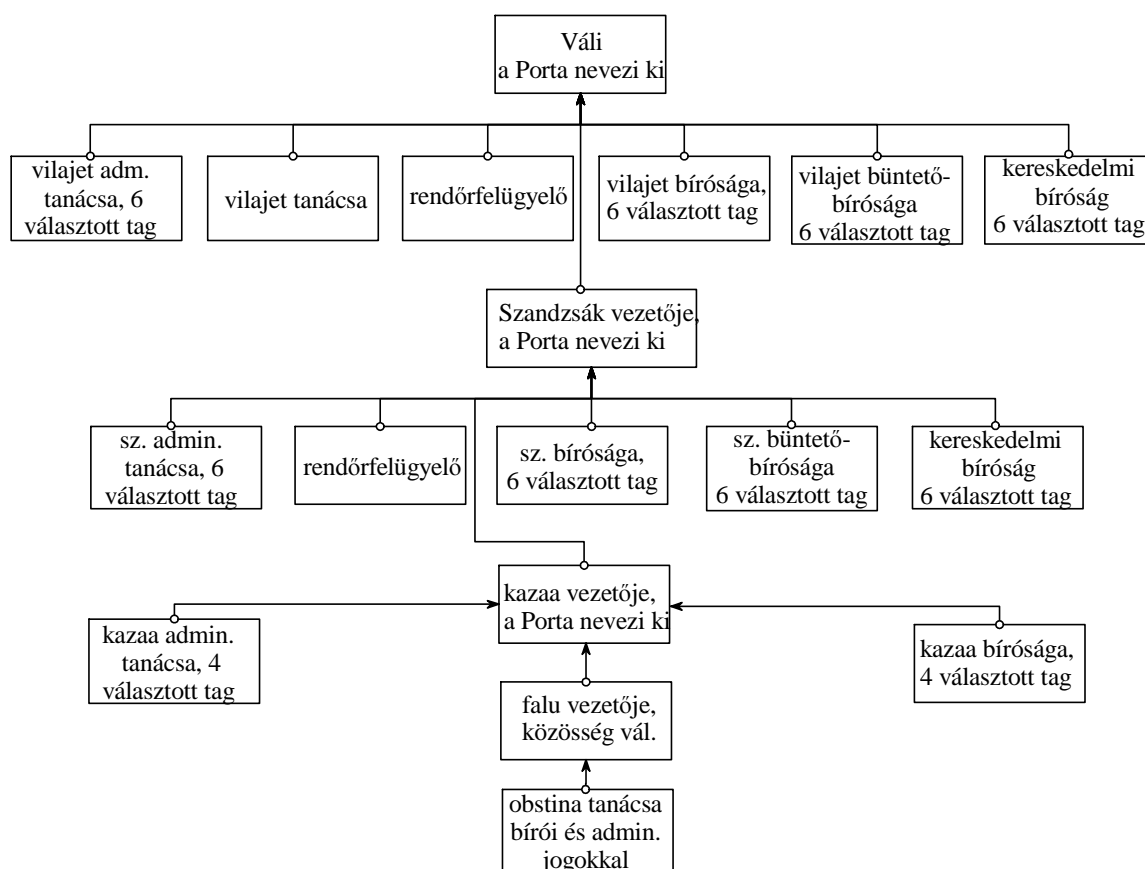 Váli
a Porta nevezi ki
vilajet adm.
tanácsa, 6
választott tag
vilajet tanácsa
rendőrfelügyelő
vilajet bírósága,
6 választott tag
vilajet büntető-
bírósága
6 választott tag
kereskedelmi
bíróság
6 választott tag
Szandzsák vezetője,
a Porta nevezi ki
sz. admin.
tanácsa, 6
választott tag
rendőrfelügyelő
sz. bírósága,
6 választott tag
sz. büntető-
bírósága
6 választott tag
kereskedelmi
bíróság
6 választott tag
kazaa vezetője,
a Porta nevezi ki
kazaa admin.
tanácsa, 4
választott tag
kazaa bírósága,
4 választott tag
falu vezetője,
közösség vál.
obstina tanácsa
bírói és admin.
jogokkal